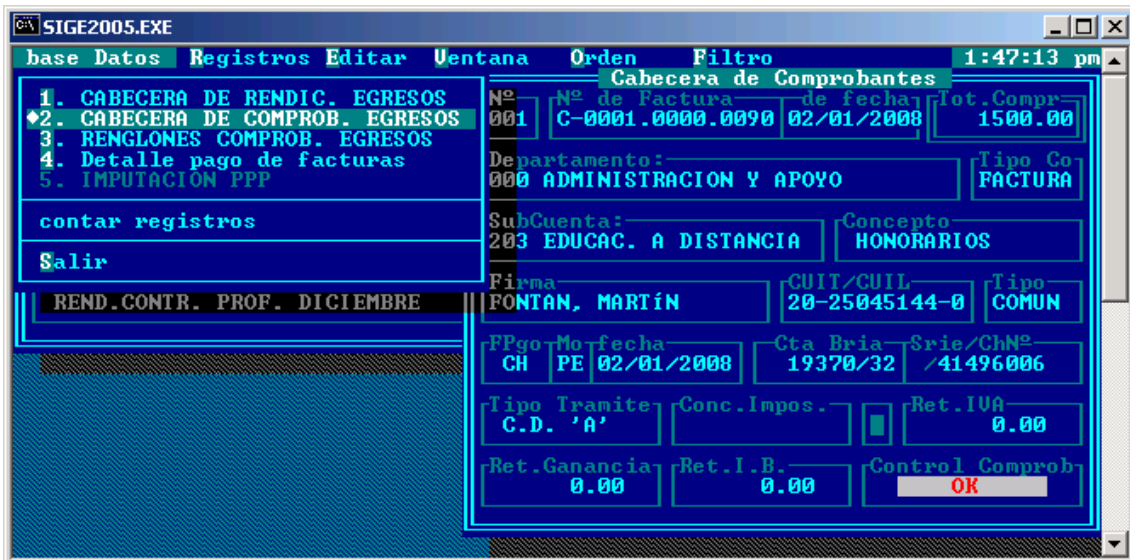 SIGE2005.EXE
base Datos Registros Editar Ventana Orden Filtro 1:47:13 pm
1. CABECERA DE RENDIC. EGRESOS
♦2. CABECERA DE COMPROB. EGRESOS
3. RENGLONES COMPROB. EGRESOS
4. Detalle pago de facturas
5. IMPUTACIÓN PPP
contar registros
Salir
REND.CONTR. PROF. DICIEMBRE
Cabecera de Comprobantes
Nº Nº de Factura de fecha Tot.Compr
001 C-0001.0000.0090 02/01/2008 1500.00
Departamento: Tipo Co
000 ADMINISTRACION Y APOYO FACTURA
SubCuenta: Concepto
203 EDUCAC. A DISTANCIA HONORARIOS
Firma CUIT/CUIL Tipo
FONTAN, MARTíN 20-25045144-0 COMUN
FPgo Mo fecha Cta Bria Srie/ChNº
CH PE 02/01/2008 19370/32 /41496006
Tipo Tramite Conc.Impos. Ret.IVA
C.D. 'A' 0.00
Ret.Ganancia Ret.I.B. Control Comprob
0.00 0.00 OK